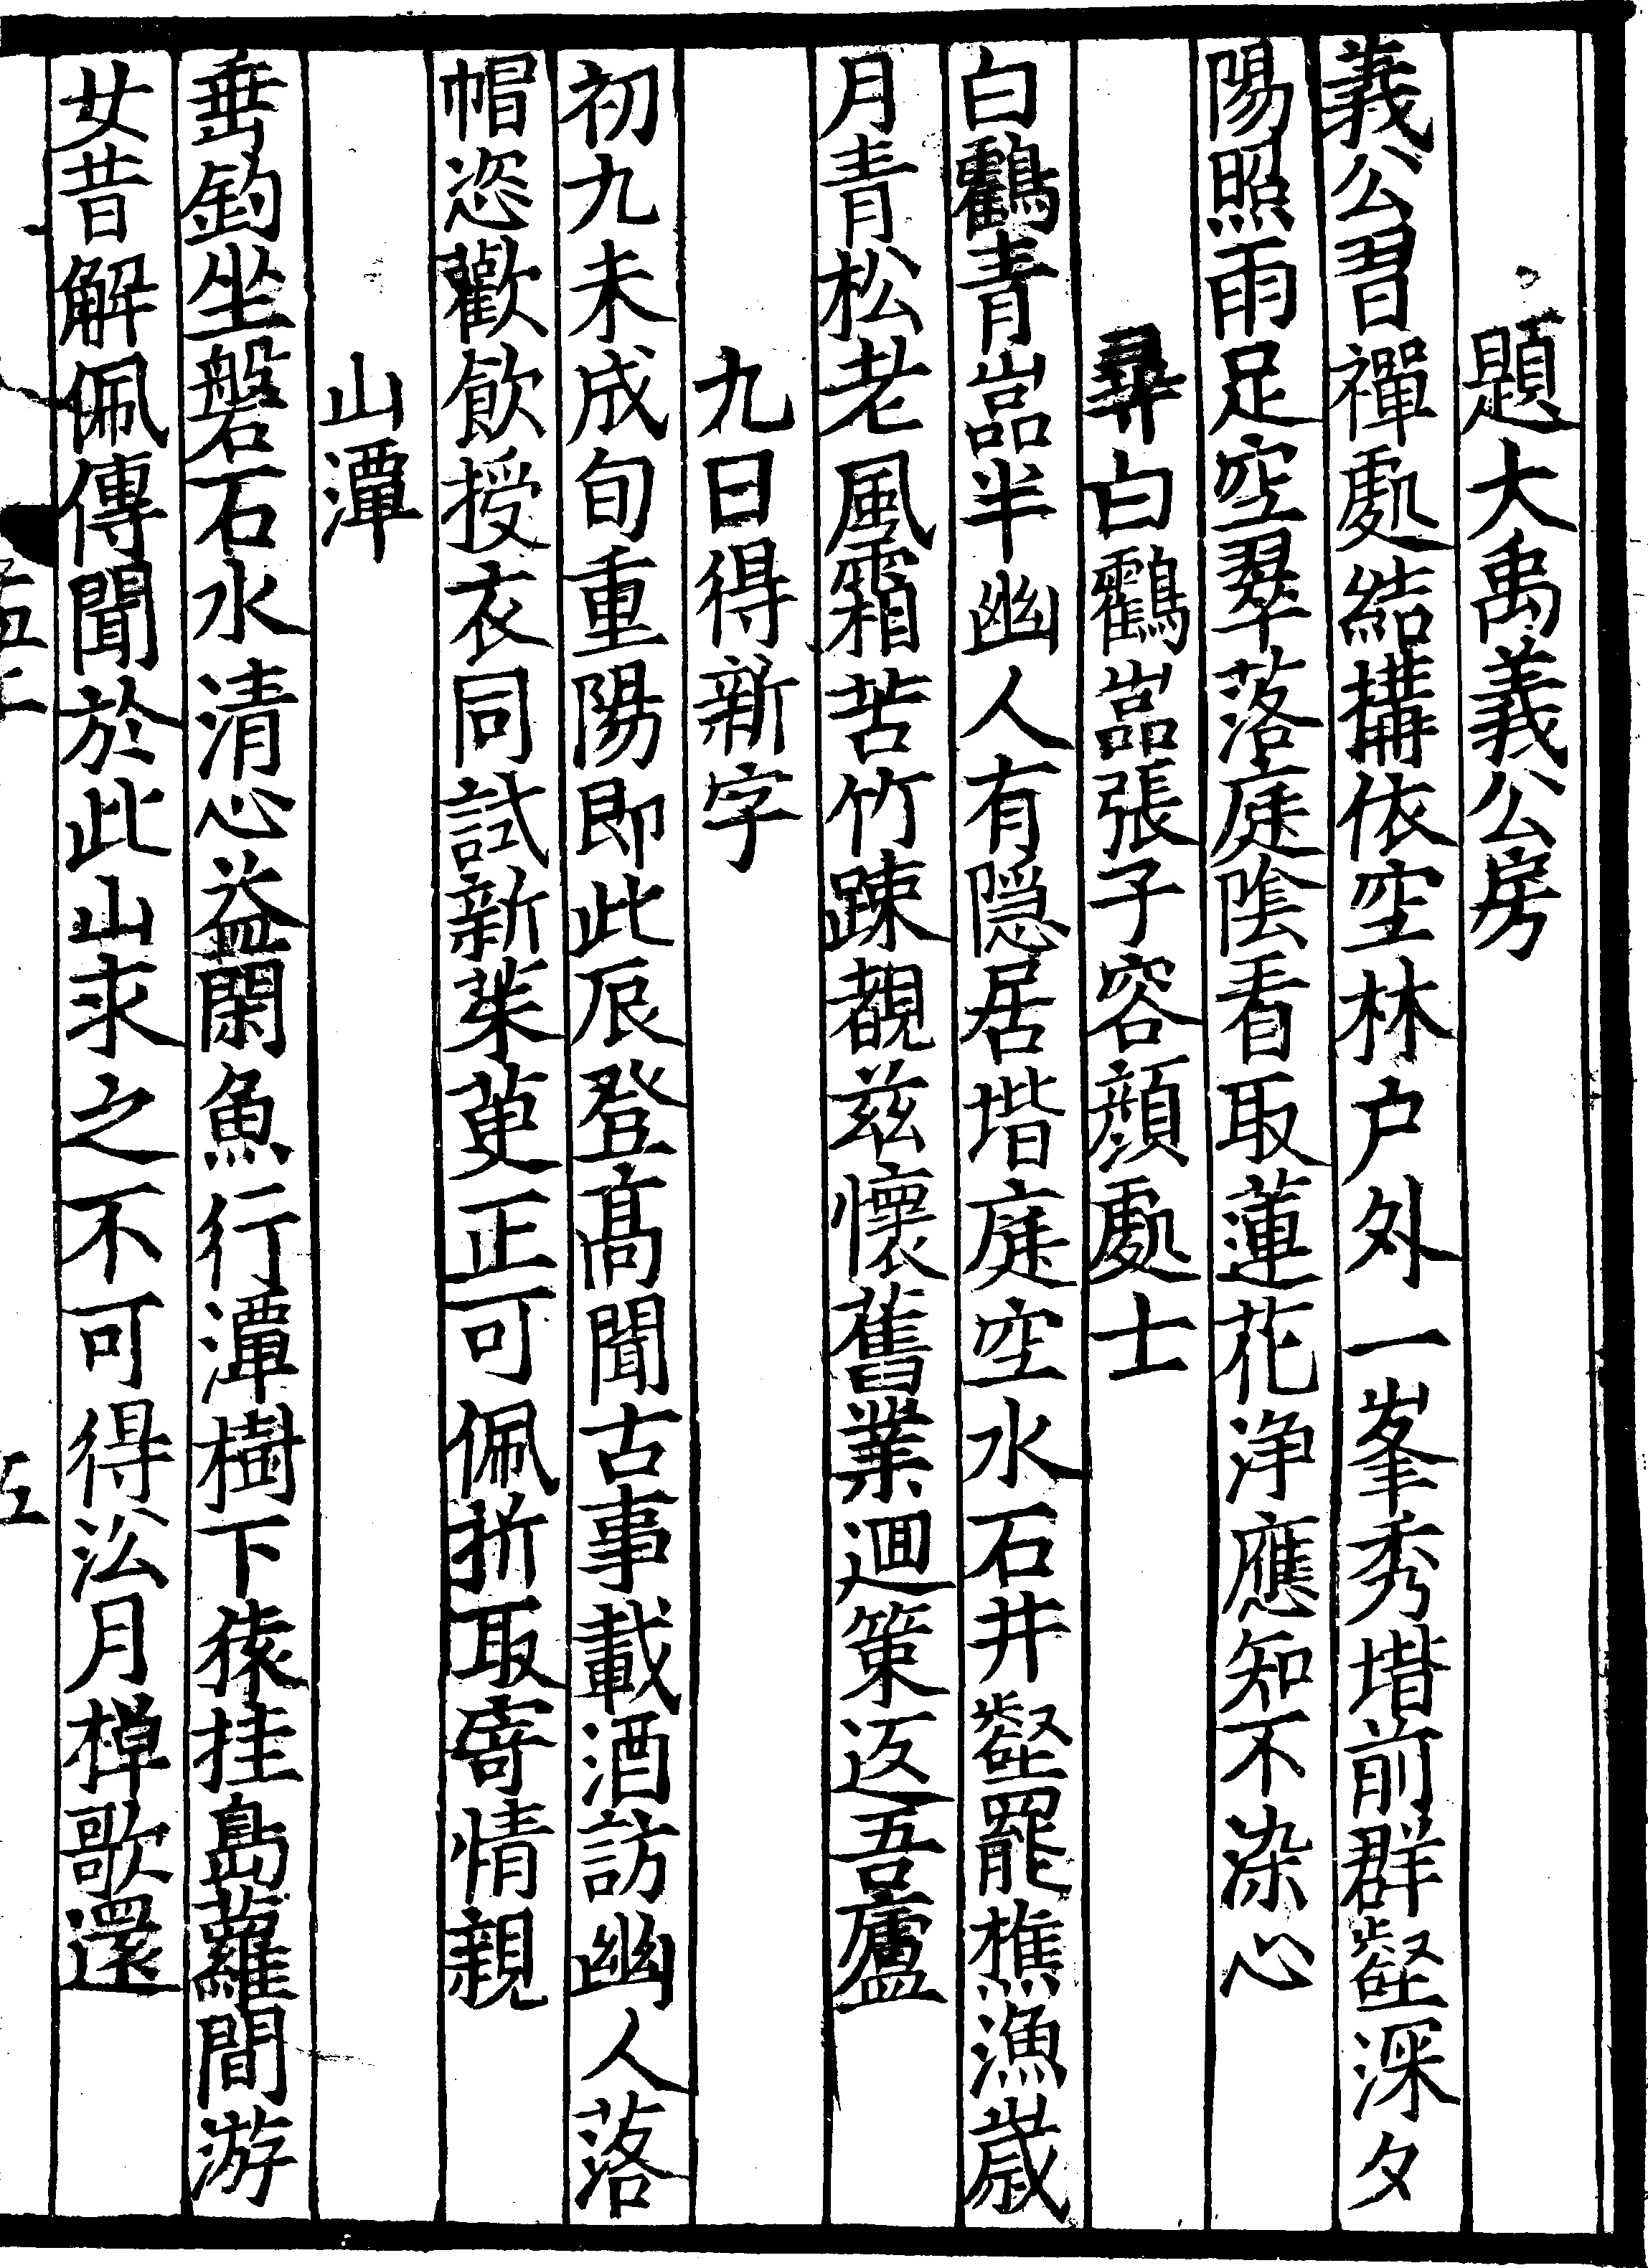 題大禹義公房
義公習禪處結構依空林户外一峯秀堦前群壑深夕
陽照雨足空翠落庭陰看取蓮花浄應知不染心
尋白鸖嵓張子容顔處士
白鸖青嵓半幽人有隱居堦庭空水石井壑罷樵漁歲
月青松老風霜苦竹踈覩兹懷舊業迴策返吾廬
九日得新字
初九未成旬重陽即此辰登髙聞古事載酒訪幽人落
帽恣歡飲授衣同試新茱萸正可佩折取寄情親
山潭
垂釣坐磐石水清心益閑魚行潭樹下猿挂島蘿間游
女昔解佩傳聞於此山求之不可得沿月棹歌還